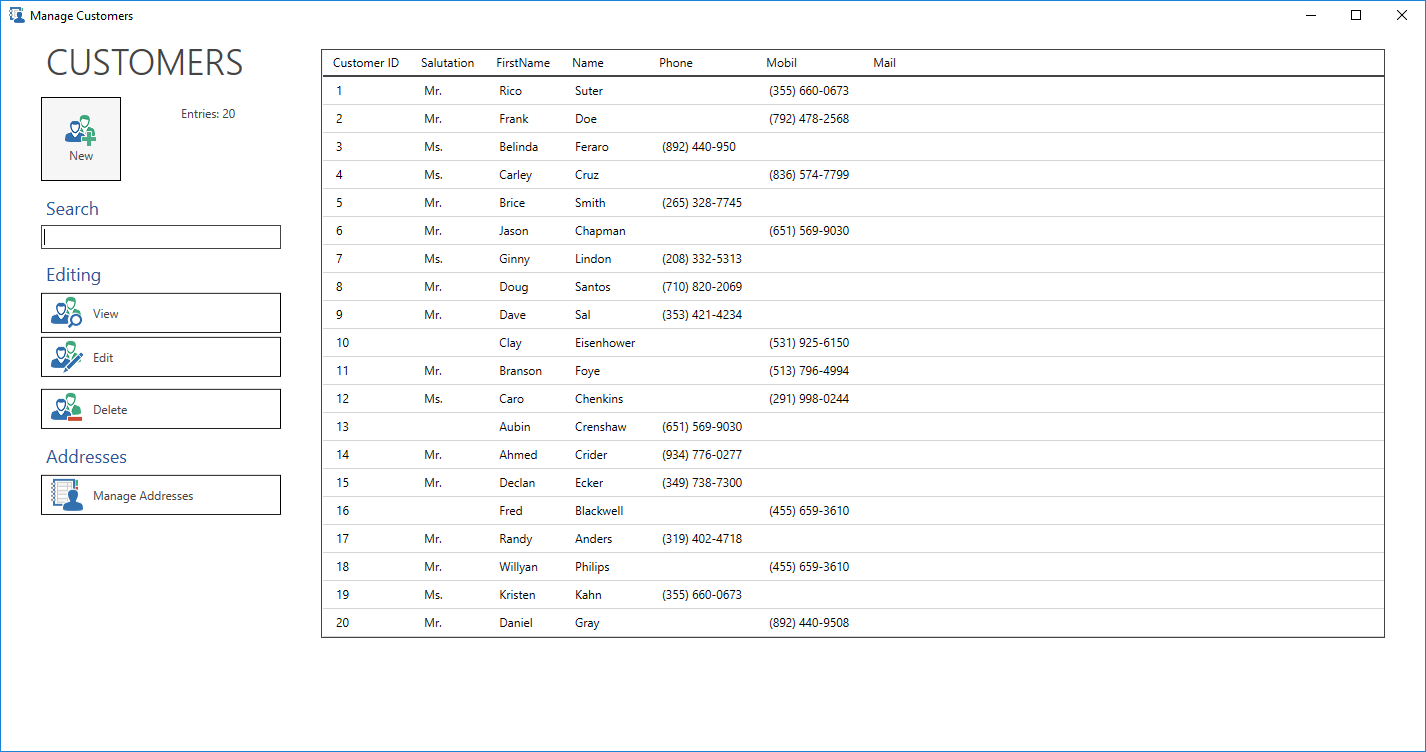 Manage Customers
CUSTOMERS
New
Entries: 20
Search
Editing
View
Edit
Delete
Addresses
Manage Addresses
Customer ID Salutation FirstName Name Phone Mobil Mail
1 Mr. Rico Suter (355) 660-0673
2 Mr. Frank Doe (792) 478-2568
3 Ms. Belinda Feraro (892) 440-950
4 Ms. Carley Cruz (836) 574-7799
5 Mr. Brice Smith (265) 328-7745
6 Mr. Jason Chapman (651) 569-9030
7 Ms. Ginny Lindon (208) 332-5313
8 Mr. Doug Santos (710) 820-2069
9 Mr. Dave Sal (353) 421-4234
10 Clay Eisenhower (531) 925-6150
11 Mr. Branson Foye (513) 796-4994
12 Ms. Caro Chenkins (291) 998-0244
13 Aubin Crenshaw (651) 569-9030
14 Mr. Ahmed Crider (934) 776-0277
15 Mr. Declan Ecker (349) 738-7300
16 Fred Blackwell (455) 659-3610
17 Mr. Randy Anders (319) 402-4718
18 Mr. Willyan Philips (455) 659-3610
19 Ms. Kristen Kahn (355) 660-0673
20 Mr. Daniel Gray (892) 440-9508